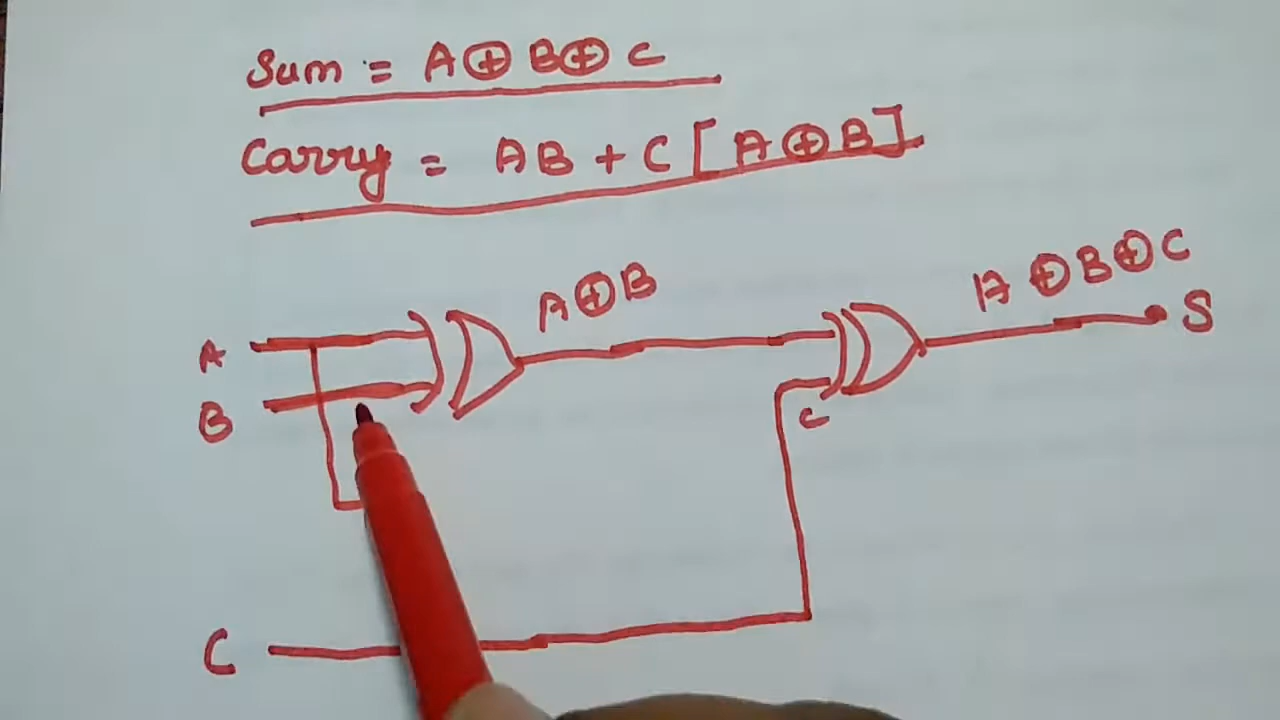 Sum = A⊕B⊕C
Carry = AB + C[A⊕B]
A⊕B
A⊕B⊕C
S
A
B
C
C